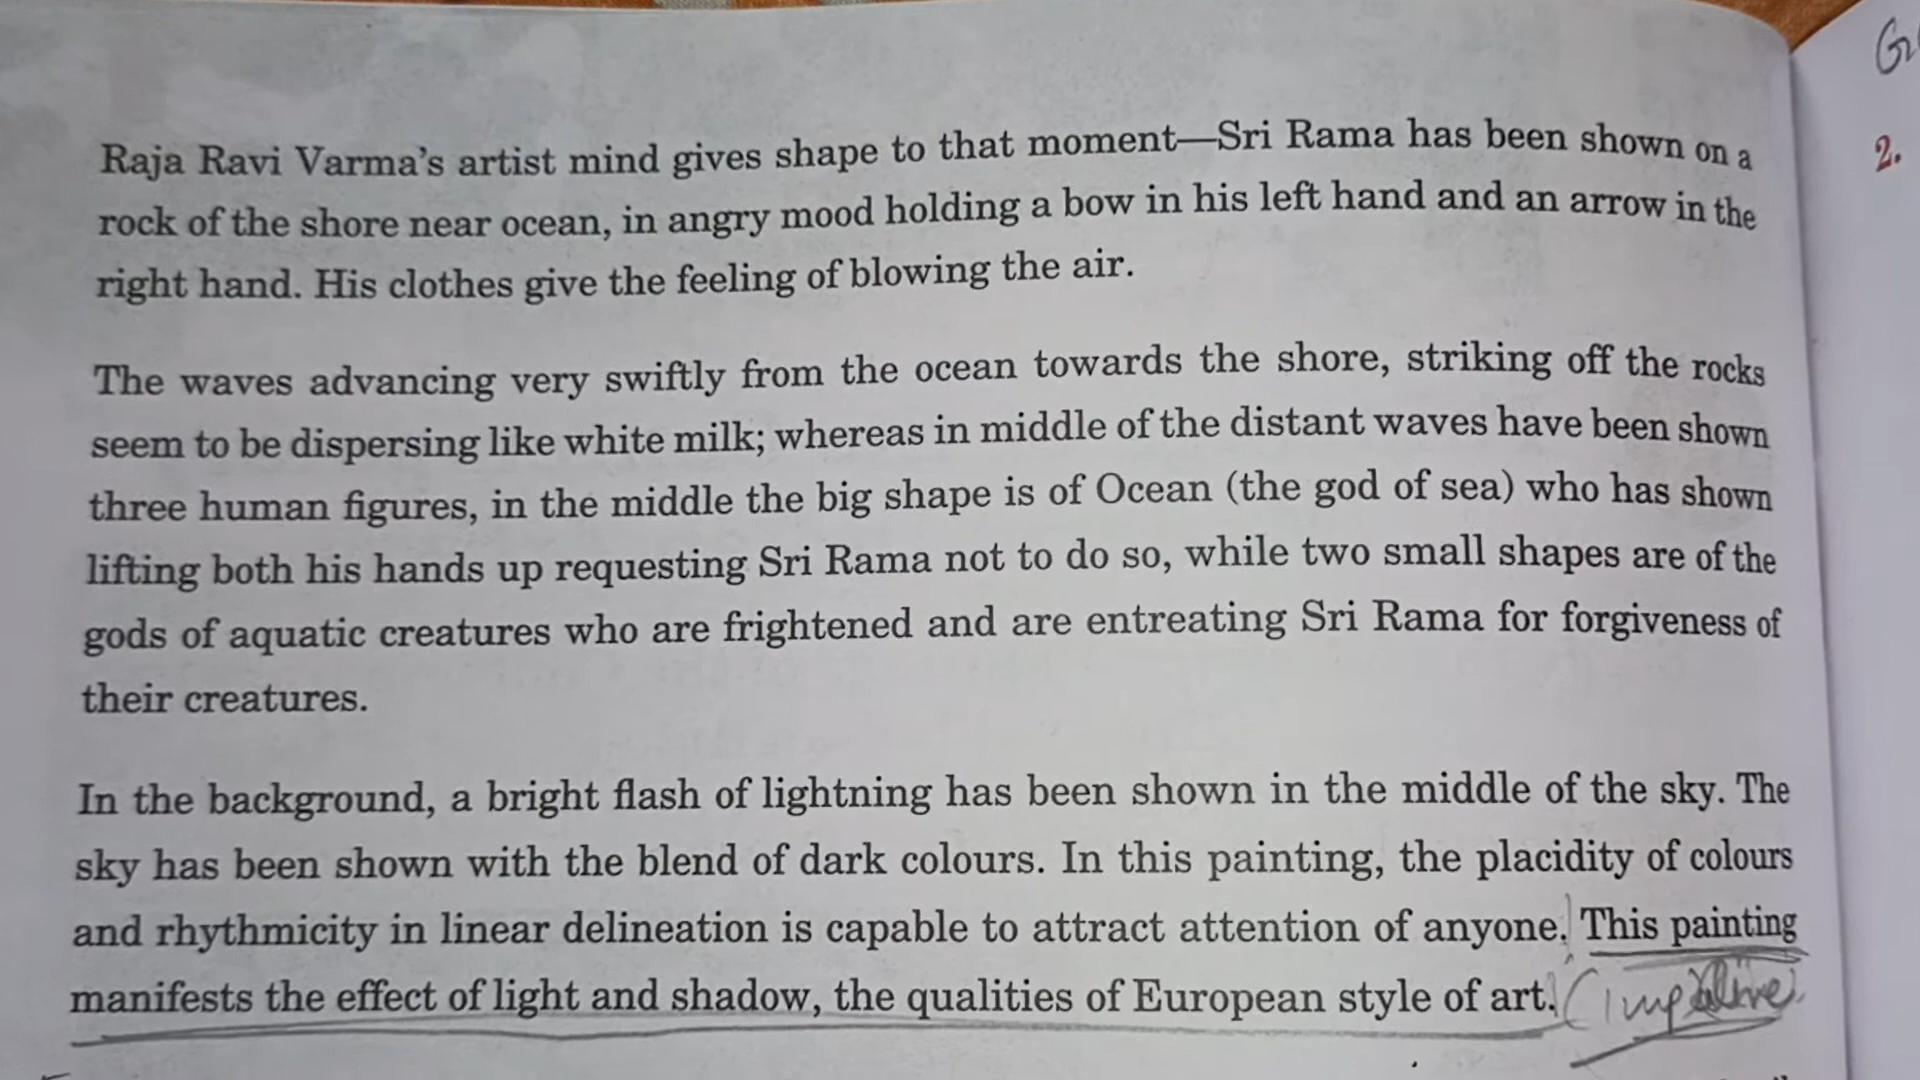 Raja Ravi Varma's artist mind gives shape to that moment—Sri Rama has been shown on a
rock of the shore near ocean, in angry mood holding a bow in his left hand and an arrow in the
right hand. His clothes give the feeling of blowing the air.
The waves advancing very swiftly from the ocean towards the shore, striking off the rocks
seem to be dispersing like white milk; whereas in middle of the distant waves have been shown
three human figures, in the middle the big shape is of Ocean (the god of sea) who has shown
lifting both his hands up requesting Sri Rama not to do so, while two small shapes are of the
gods of aquatic creatures who are frightened and are entreating Sri Rama for forgiveness of
their creatures.
In the background, a bright flash of lightning has been shown in the middle of the sky. The
sky has been shown with the blend of dark colours. In this painting, the placidity of colours
and rhythmicity in linear delineation is capable to attract attention of anyone. This painting
manifests the effect of light and shadow, the qualities of European style of art. (Imp line)
2.